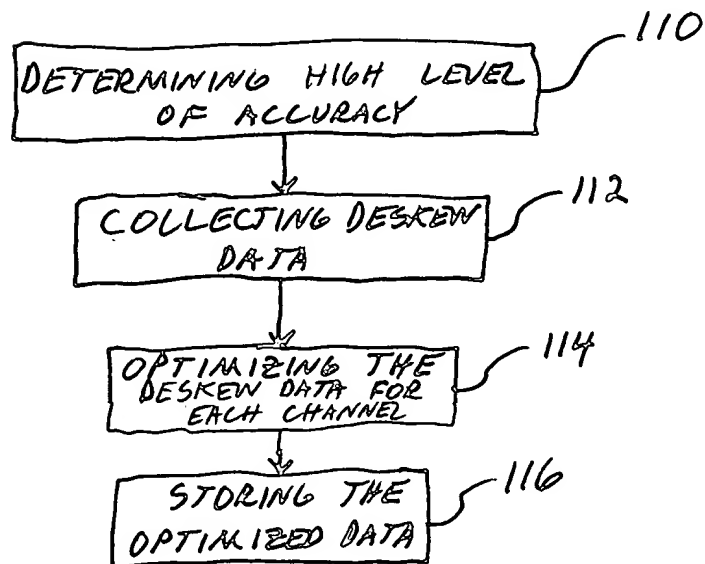 110
DETERMINING HIGH LEVEL
OF ACCURACY
112
COLLECTING DESKEW
DATA
114
OPTIMIZING THE
DESKEW DATA FOR
EACH CHANNEL
116
STORING THE
OPTIMIZED DATA